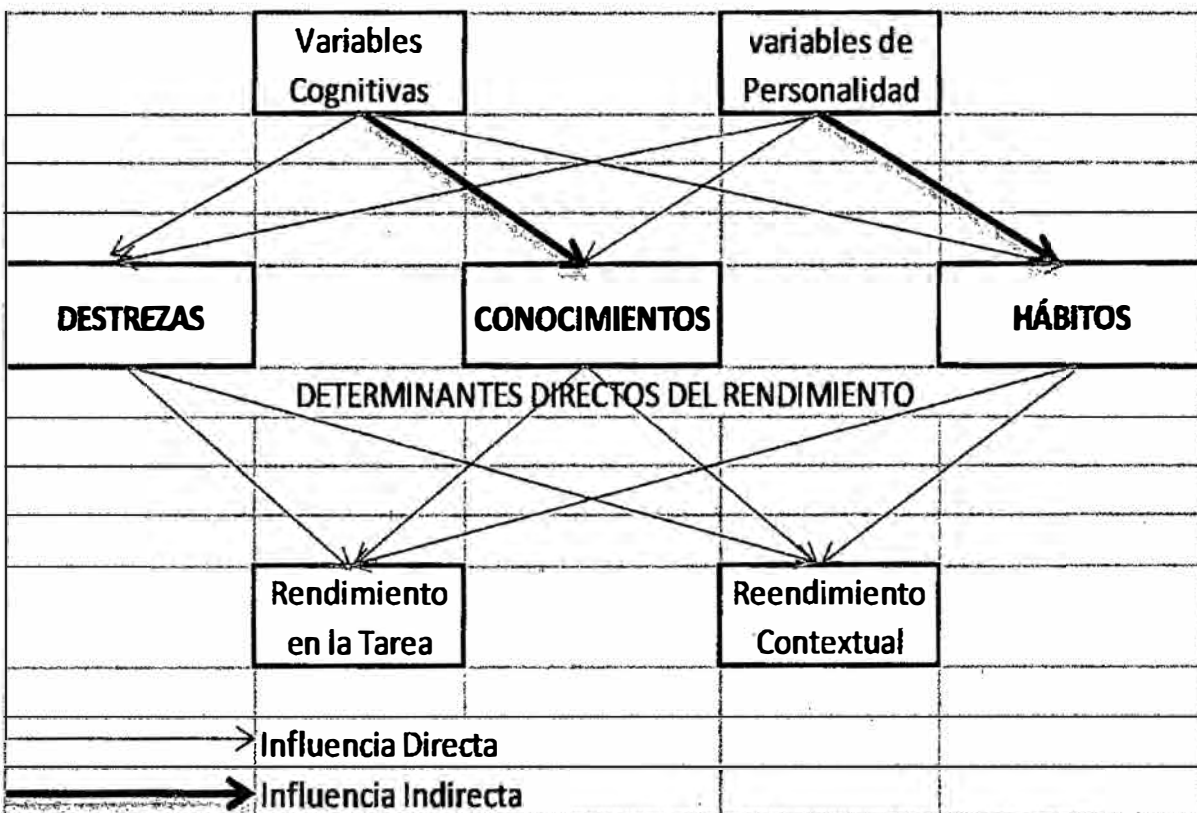 Variables
Cognitivas
variables de
Personalidad
DESTREZAS
CONOCIMIENTOS
HÁBITOS
DETERMINANTES DIRECTOS DEL RENDIMIENTO
Rendimiento
en la Tarea
Reendimiento
Contextual
Influencia Directa
Influencia Indirecta